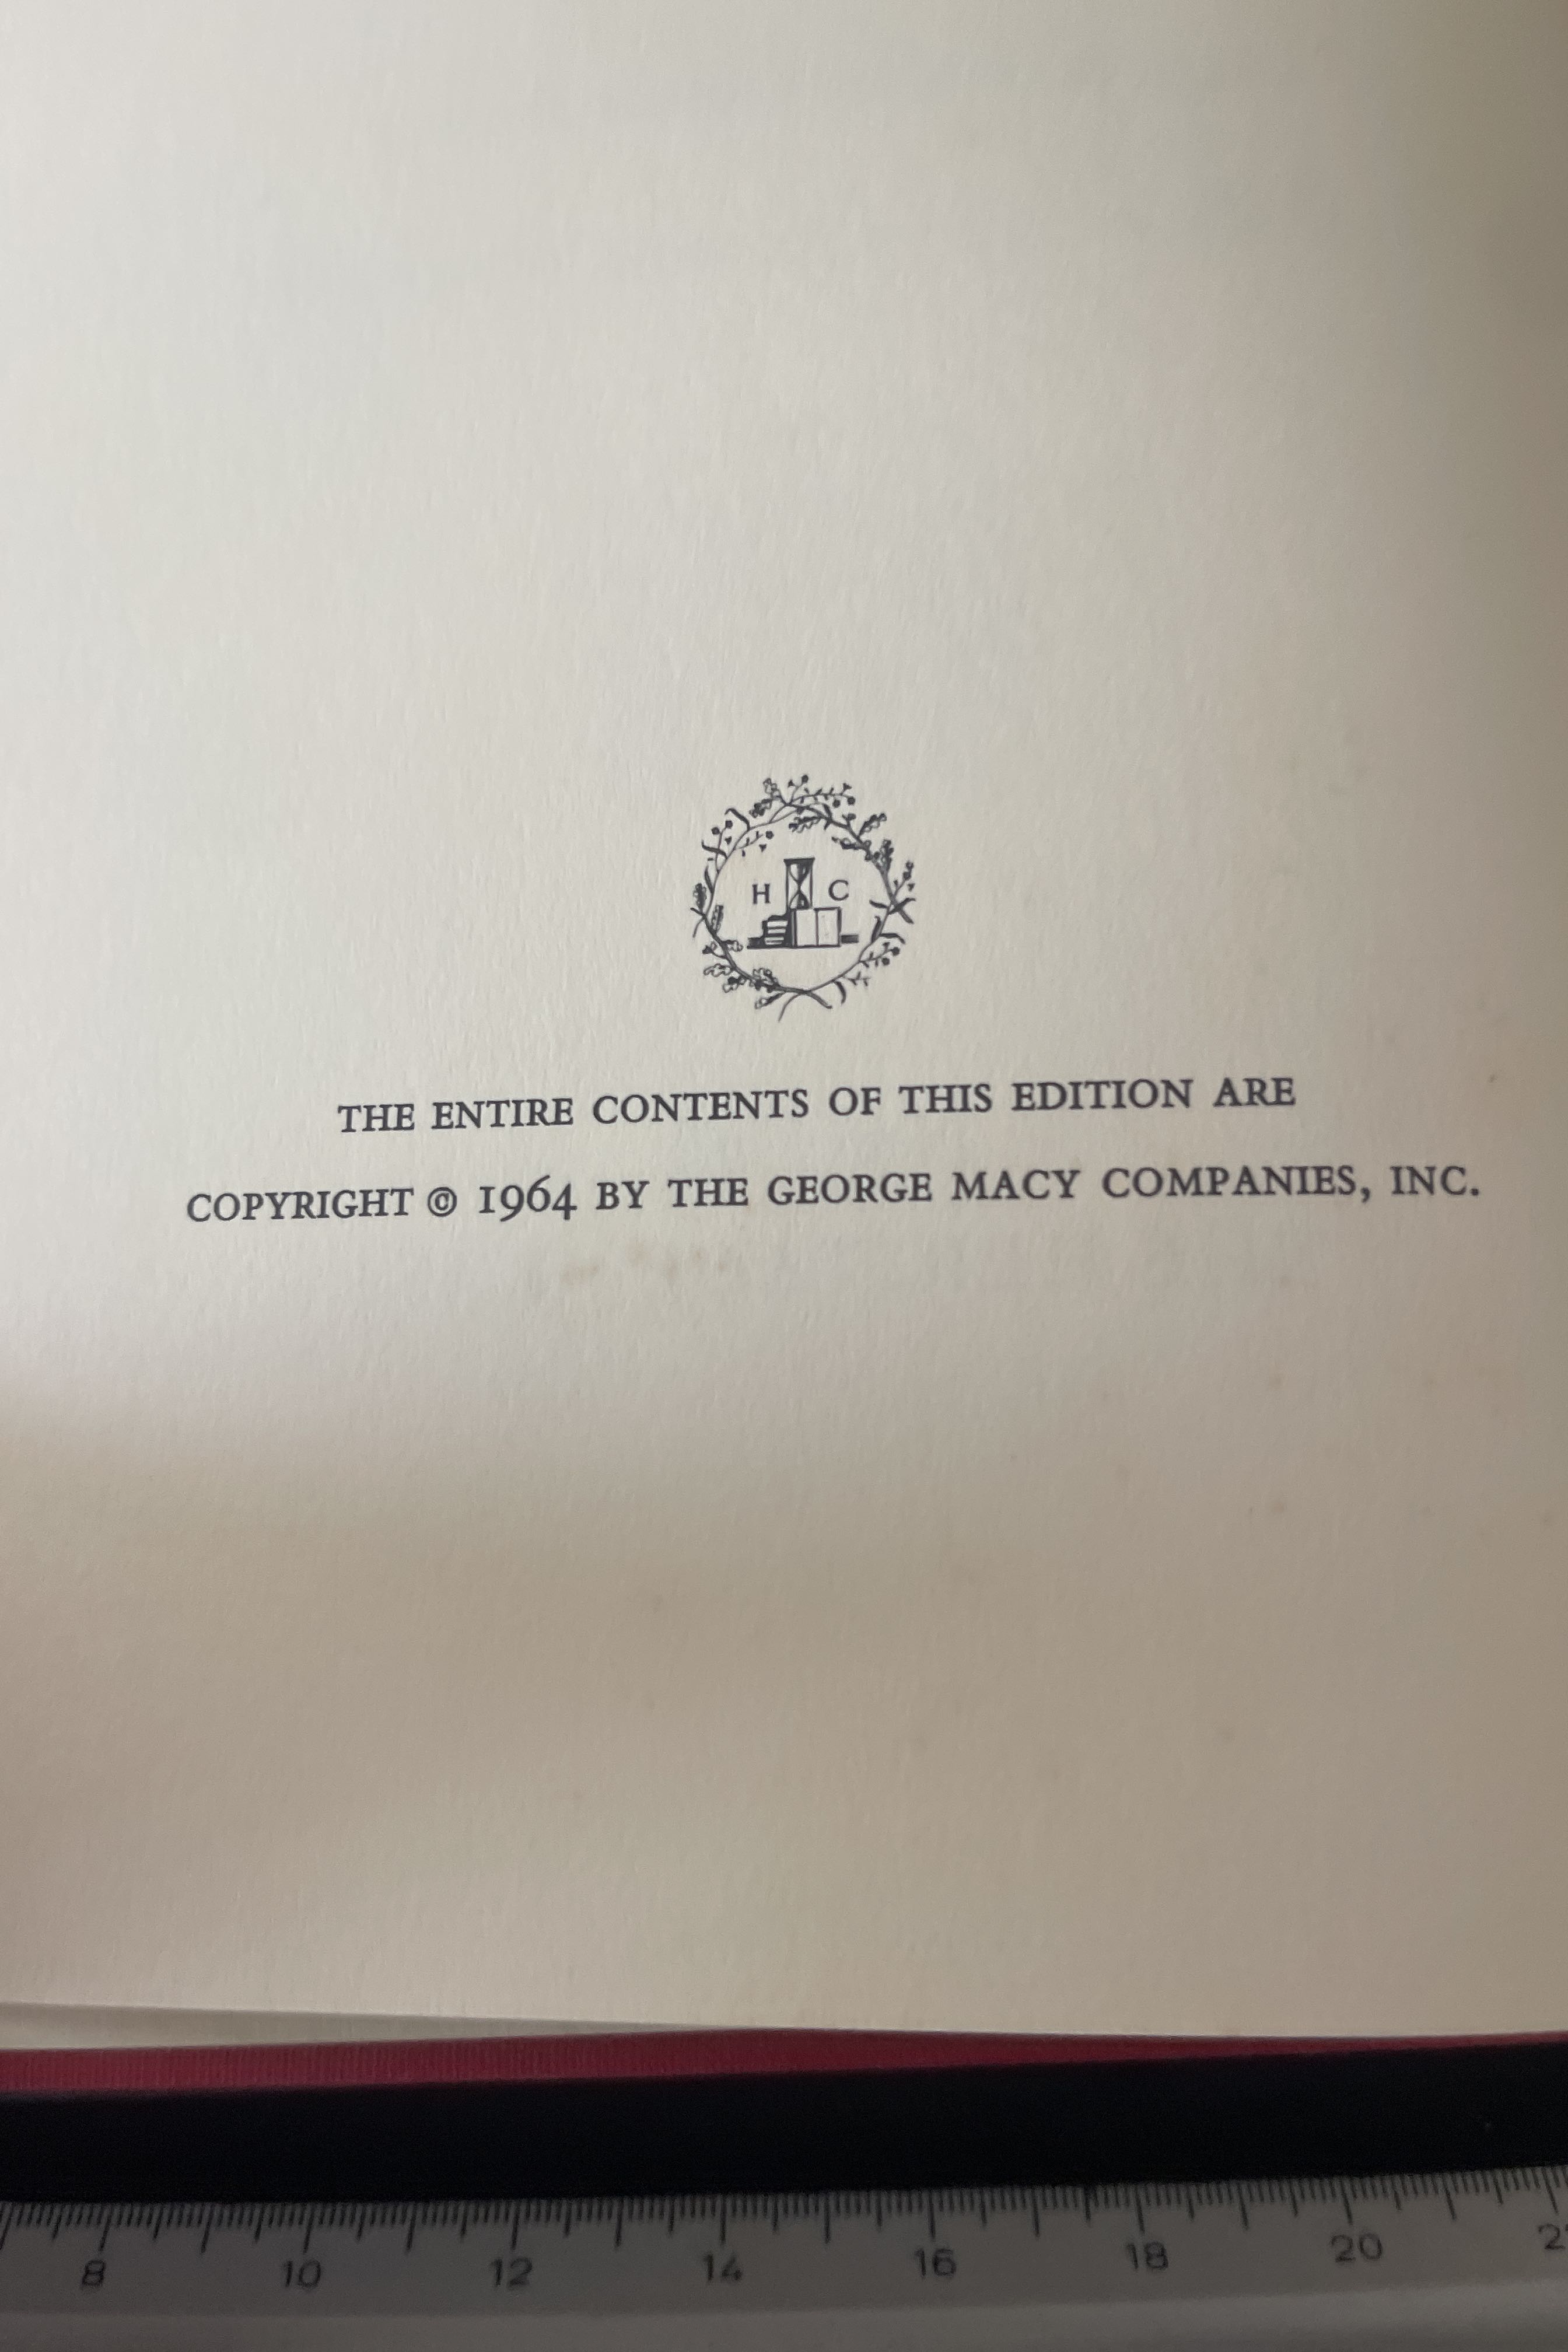 H C
THE ENTIRE CONTENTS OF THIS EDITION ARE
COPYRIGHT © 1964 BY THE GEORGE MACY COMPANIES, INC.
8 10 12 14 16 18 20